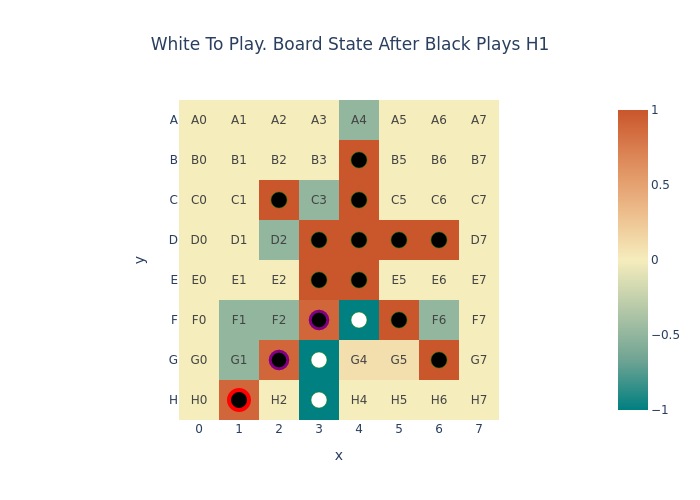 White To Play. Board State After Black Plays H1
A A0 A1 A2 A3 A4 A5 A6 A7 1
B B0 B1 B2 B3 B5 B6 B7
C C0 C1 C3 C5 C6 C7 0.5
D D0 D1 D2 D7
y E E0 E1 E2 E5 E6 E7 0
F F0 F1 F2 F6 F7 −0.5
G G0 G1 G4 G5 G7
H H0 H2 H4 H5 H6 H7 −1
0 1 2 3 4 5 6 7
x